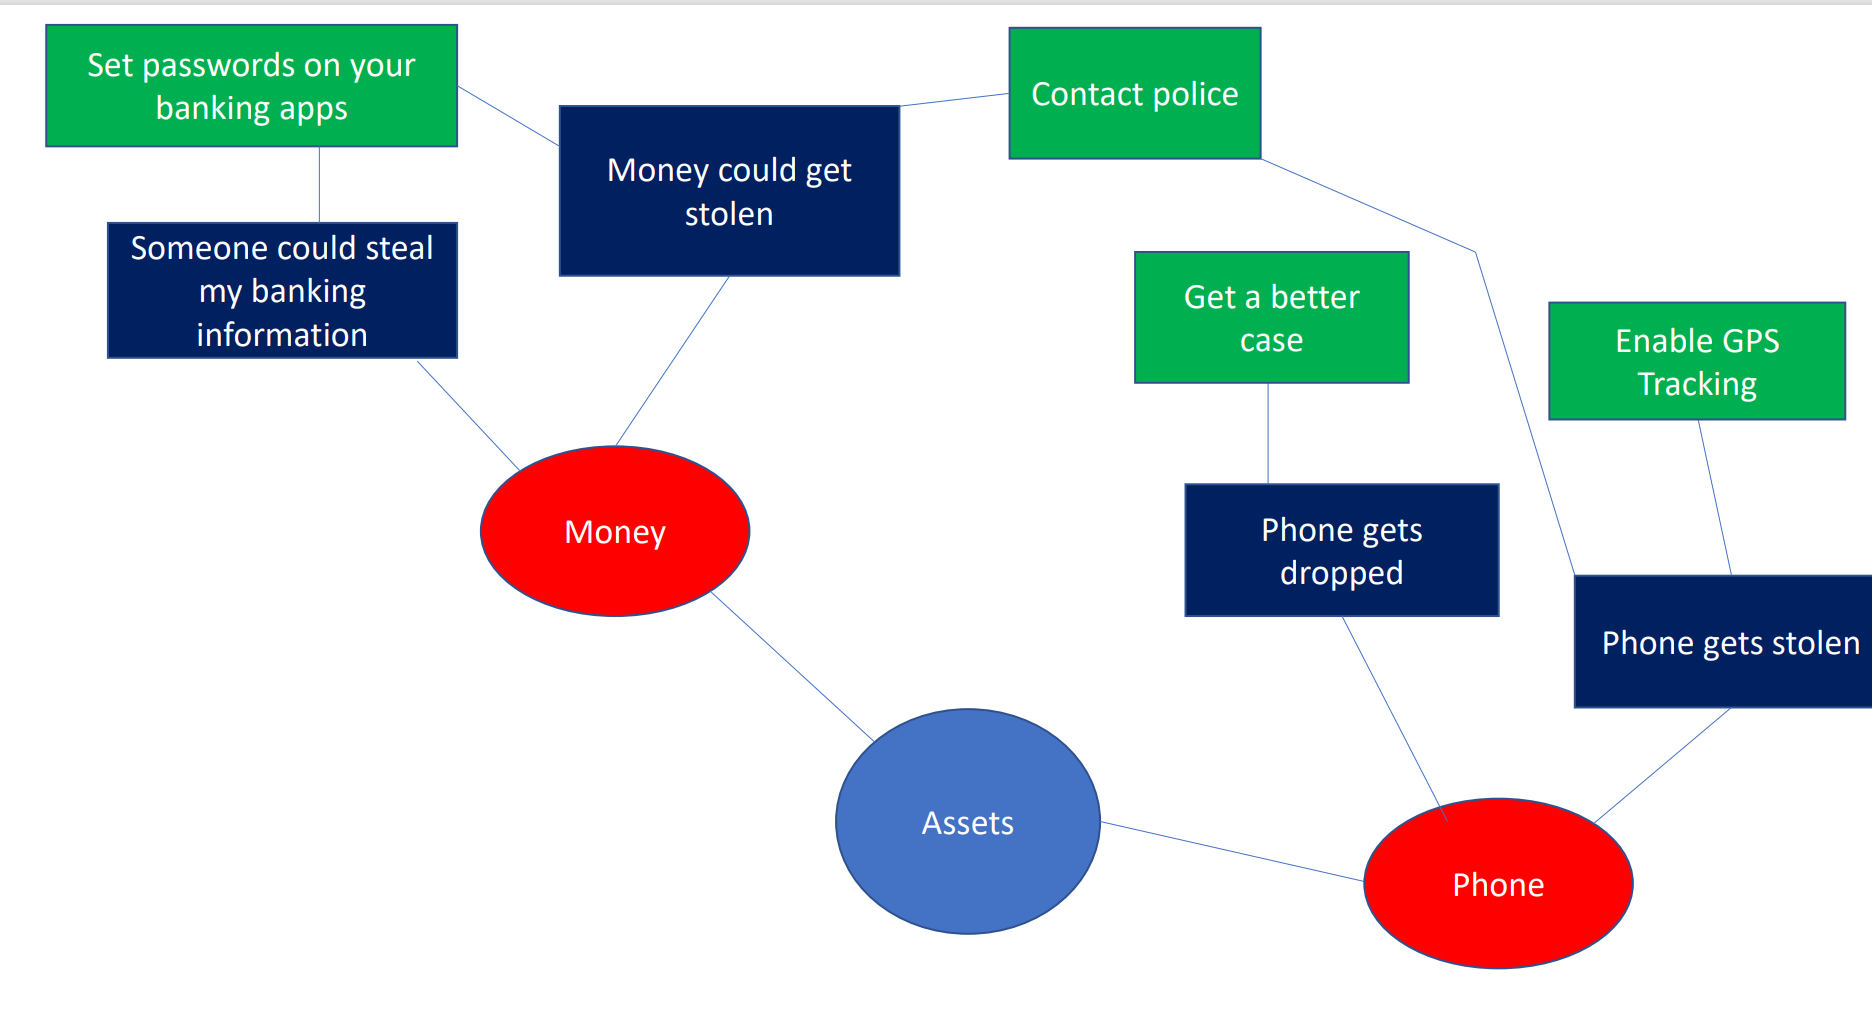 Set passwords on your
banking apps
Contact police
Money could get
stolen
Someone could steal
my banking
information
Get a better
case
Enable GPS
Tracking
Money
Phone gets
dropped
Phone gets stolen
Assets
Phone